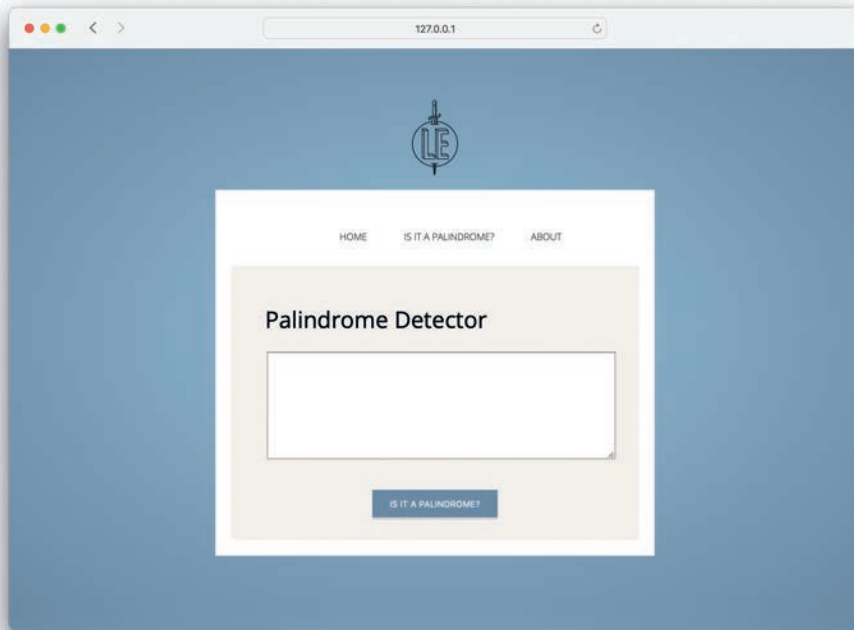 127.0.0.1
LE
HOME IS IT A PALINDROME? ABOUT
Palindrome Detector
IS IT A PALINDROME?